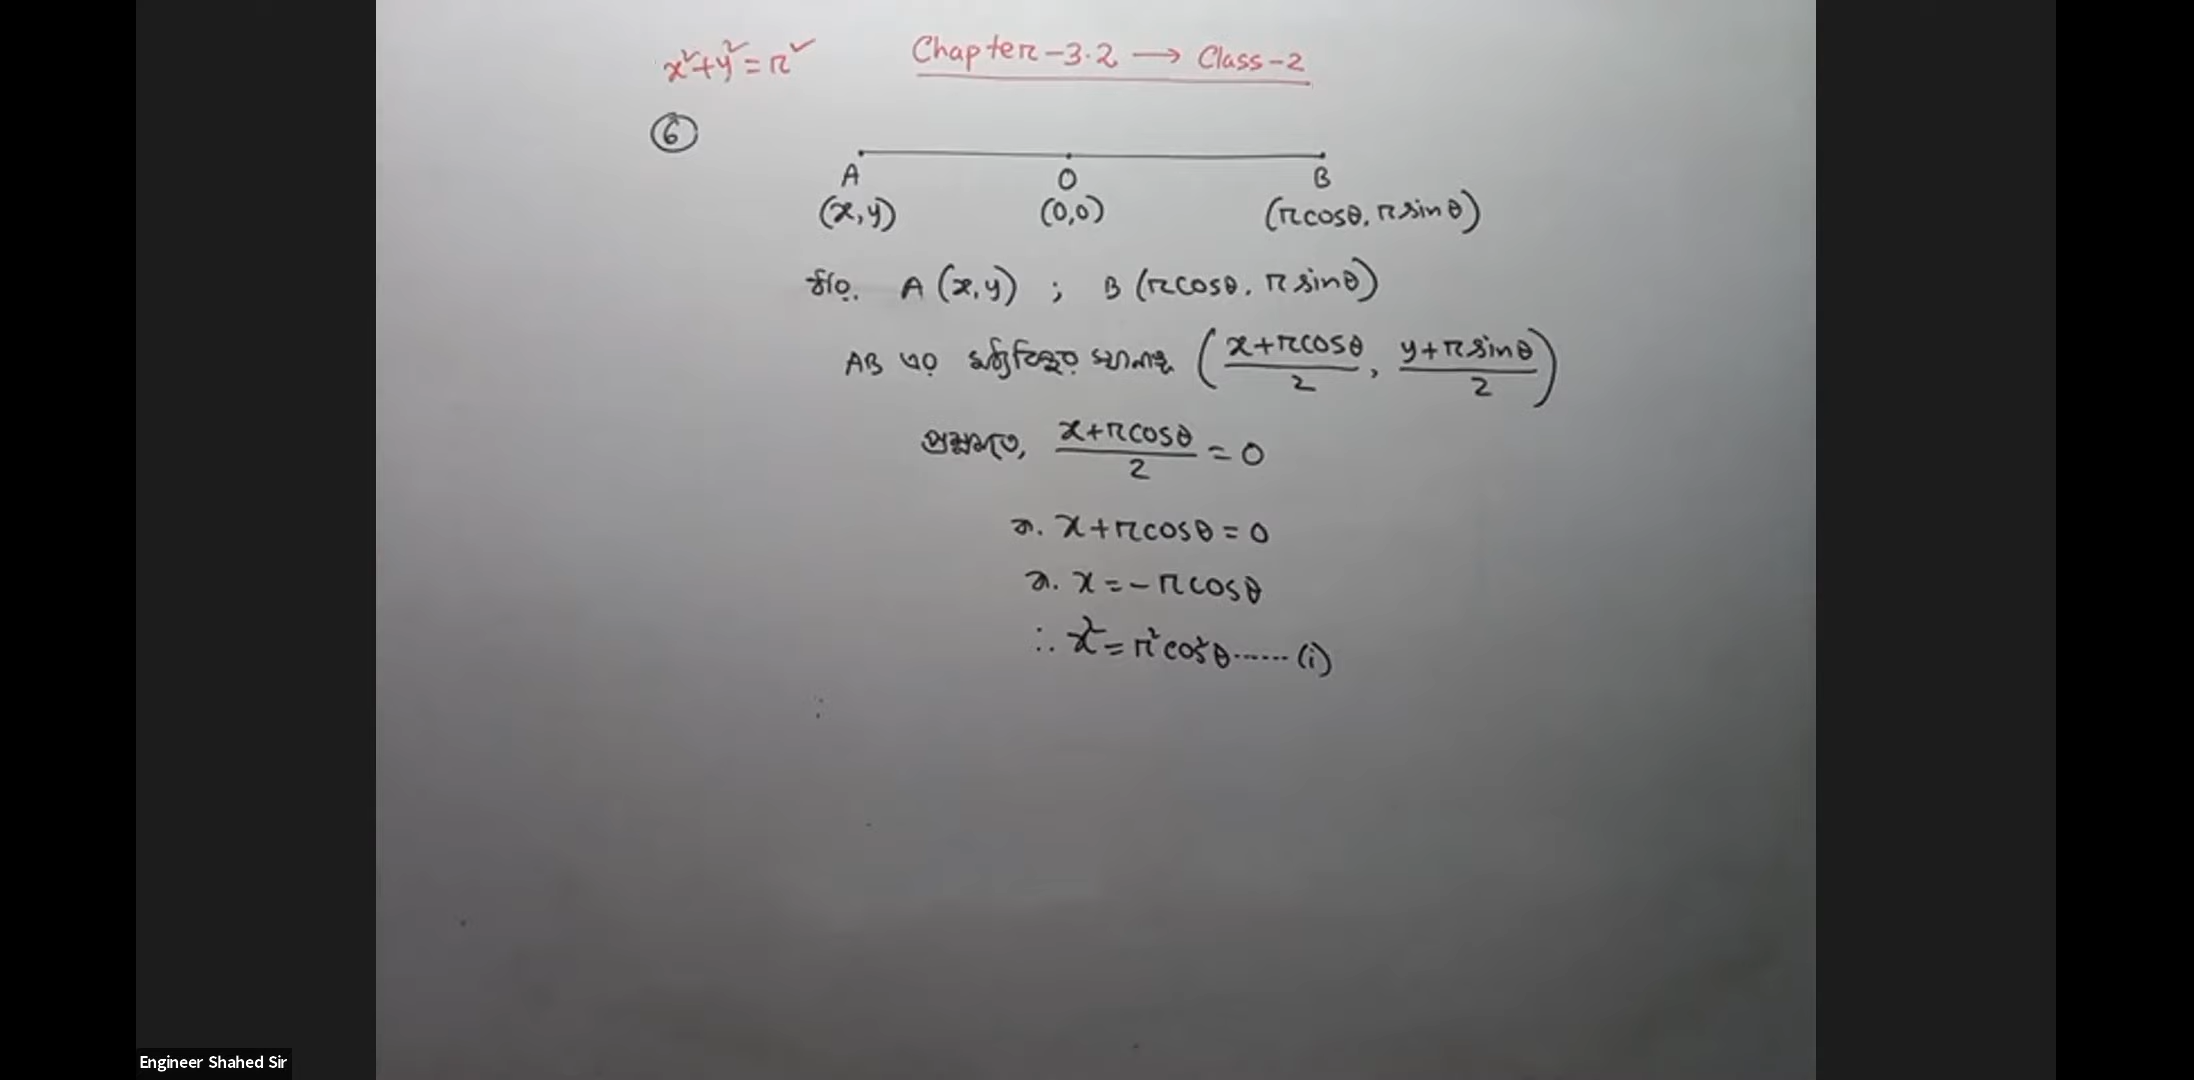 x²+y²=r²
Chapter-3.2 → Class-2
6
A O B
(x,y) (0,0) (rcosθ, rsinθ)
ধরি, A (x,y) ; B (rcosθ, rsinθ)
AB এর মধ্যবিন্দুর স্থানাঙ্ক ((x+rcosθ)/2, (y+rsinθ)/2)
প্রশ্নমতে, (x+rcosθ)/2 = 0
বা, x+rcosθ = 0
বা, x = -rcosθ
∴ x² = r²cos²θ ...... (i)
Engineer Shahed Sir